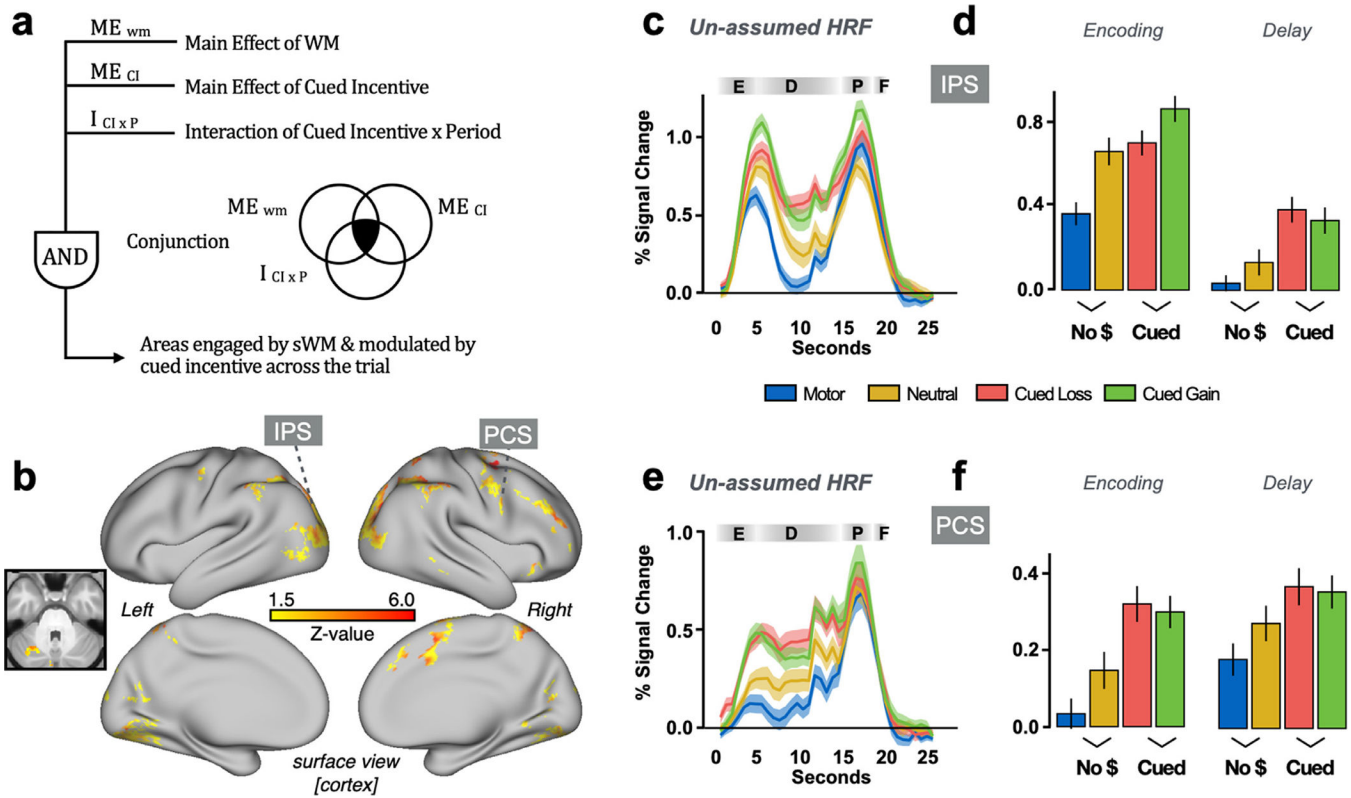 a
ME wm
Main Effect of WM
ME CI
Main Effect of Cued Incentive
I CI x P
Interaction of Cued Incentive x Period
ME wm
ME CI
Conjunction
I CI x P
AND
Areas engaged by sWM & modulated by
cued incentive across the trial
b
IPS
PCS
Left
Right
1.5
6.0
Z-value
surface view
[cortex]
c
Un-assumed HRF
E
D
P
F
% Signal Change
1.0
0.5
0.0
0
5
10
15
20
25
Seconds
d
Encoding
Delay
IPS
0.8
0.4
0.0
No $
Cued
No $
Cued
Motor
Neutral
Cued Loss
Cued Gain
e
Un-assumed HRF
E
D
P
F
% Signal Change
1.0
0.5
0.0
0
5
10
15
20
25
Seconds
f
Encoding
Delay
PCS
0.4
0.2
0.0
No $
Cued
No $
Cued